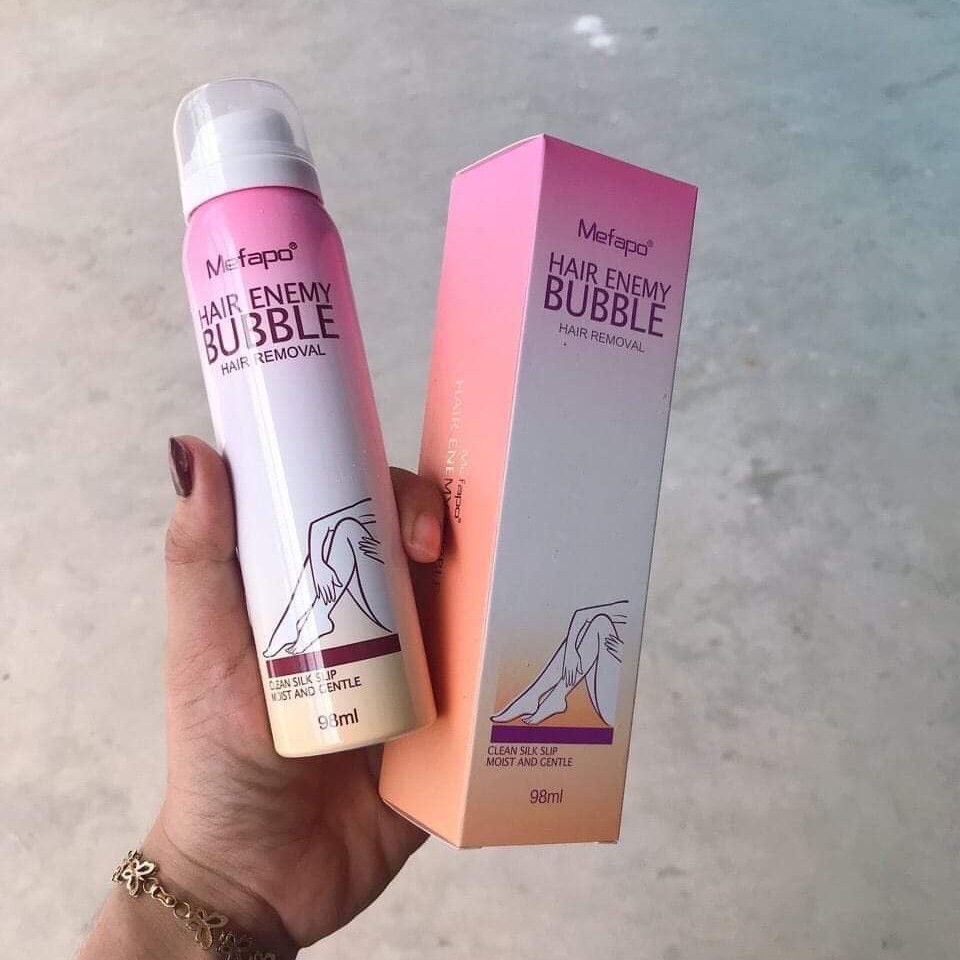 Mefapo®
HAIR ENEMY
BUBBLE
HAIR REMOVAL
CLEAN SILK SLIP
MOIST AND GENTLE
98ml
Mefapo®
HAIR ENEMY
Mefapo®
HAIR ENEMY
BUBBLE
HAIR REMOVAL
CLEAN SILK SLIP
MOIST AND GENTLE
98ml